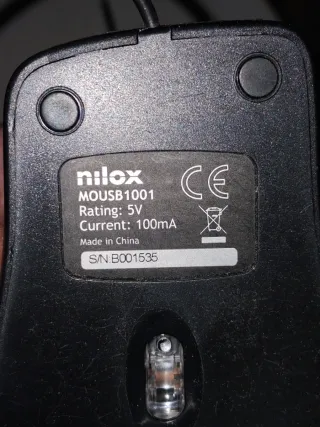 nilox
MOUSB1001
Rating: 5V
Current: 100mA
Made in China
S/N:B001535
CE